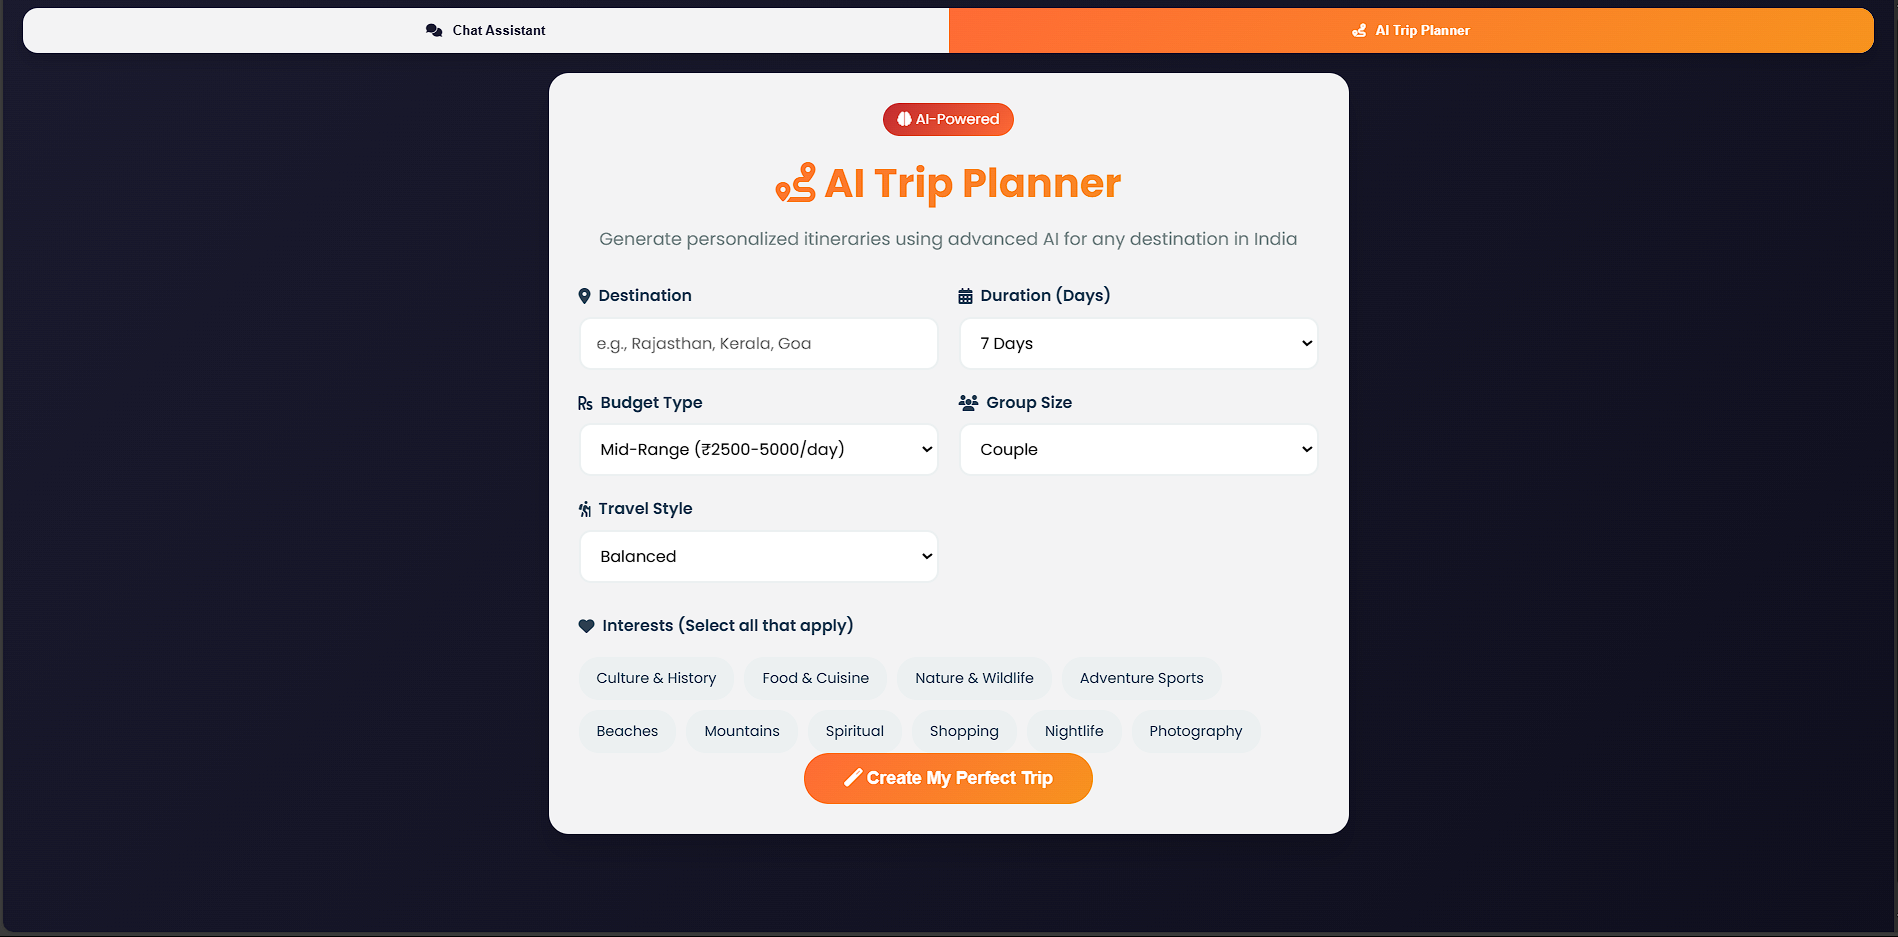 Chat Assistant
AI Trip Planner
AI-Powered
AI Trip Planner
Generate personalized itineraries using advanced AI for any destination in India
Destination
Duration (Days)
e.g., Rajasthan, Kerala, Goa
7 Days
₨ Budget Type
Group Size
Mid-Range (₹2500-5000/day)
Couple
Travel Style
Balanced
Interests (Select all that apply)
Culture & History
Food & Cuisine
Nature & Wildlife
Adventure Sports
Beaches
Mountains
Spiritual
Shopping
Nightlife
Photography
Create My Perfect Trip